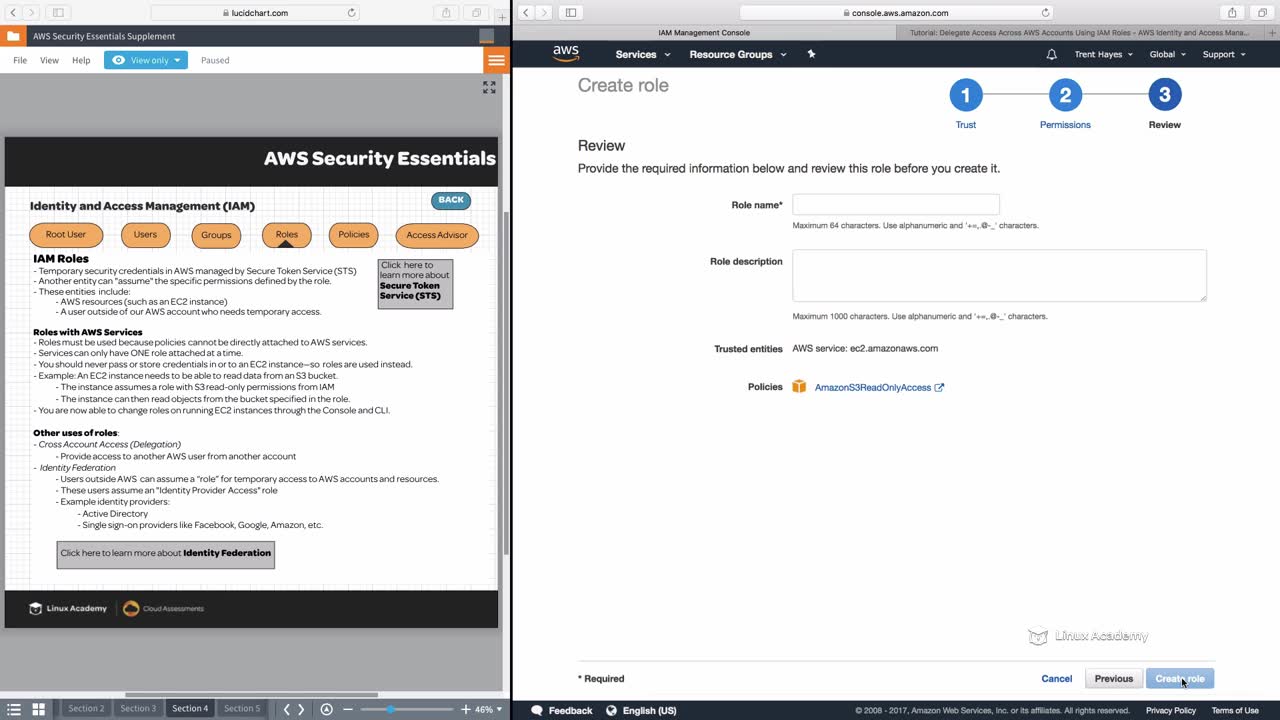 lucidchart.com
console.aws.amazon.com
AWS Security Essentials Supplement
IAM Management Console
Tutorial: Delegate Access Across AWS Accounts Using IAM Roles - AWS Identity and Access Mana...
File View Help View only Paused
aws Services Resource Groups Trent Hayes Global Support
AWS Security Essentials
Identity and Access Management (IAM)
BACK
Root User Users Groups Roles Policies Access Advisor
IAM Roles
- Temporary security credentials in AWS managed by Secure Token Service (STS)
- Another entity can "assume" the specific permissions defined by the role.
- These entities include:
- AWS resources (such as an EC2 instance)
- A user outside of our AWS account who needs temporary access.
Click here to
learn more about
Secure Token
Service (STS)
Roles with AWS Services
- Roles must be used because policies cannot be directly attached to AWS services.
- Services can only have ONE role attached at a time.
- You should never pass or store credentials in or to an EC2 instance—so roles are used instead.
- Example: An EC2 instance needs to be able to read data from an S3 bucket.
- The instance assumes a role with S3 read-only permissions from IAM
- The instance can then read objects from the bucket specified in the role.
- You are now able to change roles on running EC2 instances through the Console and CLI.
Other uses of roles:
- Cross Account Access (Delegation)
- Provide access to another AWS user from another account
- Identity Federation
- Users outside AWS can assume a "role" for temporary access to AWS accounts and resources.
- These users assume an "Identity Provider Access" role
- Example identity providers:
- Active Directory
- Single sign-on providers like Facebook, Google, Amazon, etc.
Click here to learn more about Identity Federation
Linux Academy Cloud Assessments
Section 2 Section 3 Section 4 Section 5 46%
Create role
1 2 3
Trust Permissions Review
Review
Provide the required information below and review this role before you create it.
Role name*
Maximum 64 characters. Use alphanumeric and '+=,.@-_' characters.
Role description
Maximum 1000 characters. Use alphanumeric and '+=,.@-_' characters.
Trusted entities AWS service: ec2.amazonaws.com
Policies AmazonS3ReadOnlyAccess
Linux Academy
* Required Cancel Previous Create role
Feedback English (US) © 2008 - 2017, Amazon Web Services, Inc. or its affiliates. All rights reserved. Privacy Policy Terms of Use